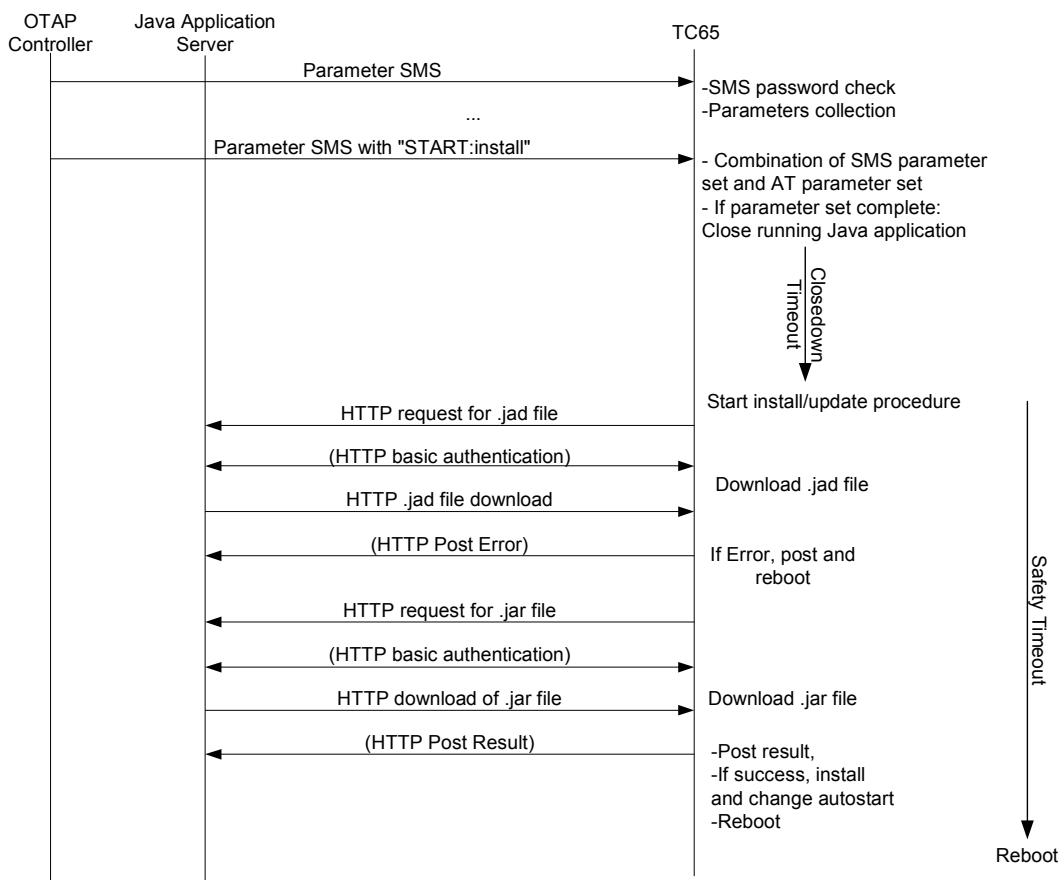 OTAP
Controller
Java Application
Server
TC65
Parameter SMS
-SMS password check
-Parameters collection
...
Parameter SMS with "START:install"
- Combination of SMS parameter
set and AT parameter set
- If parameter set complete:
Close running Java application
Closedown
Timeout
Start install/update procedure
HTTP request for .jad file
(HTTP basic authentication)
Download .jad file
HTTP .jad file download
(HTTP Post Error)
If Error, post and
reboot
HTTP request for .jar file
(HTTP basic authentication)
HTTP download of .jar file
Download .jar file
(HTTP Post Result)
-Post result,
-If success, install
and change autostart
-Reboot
Safety Timeout
Reboot